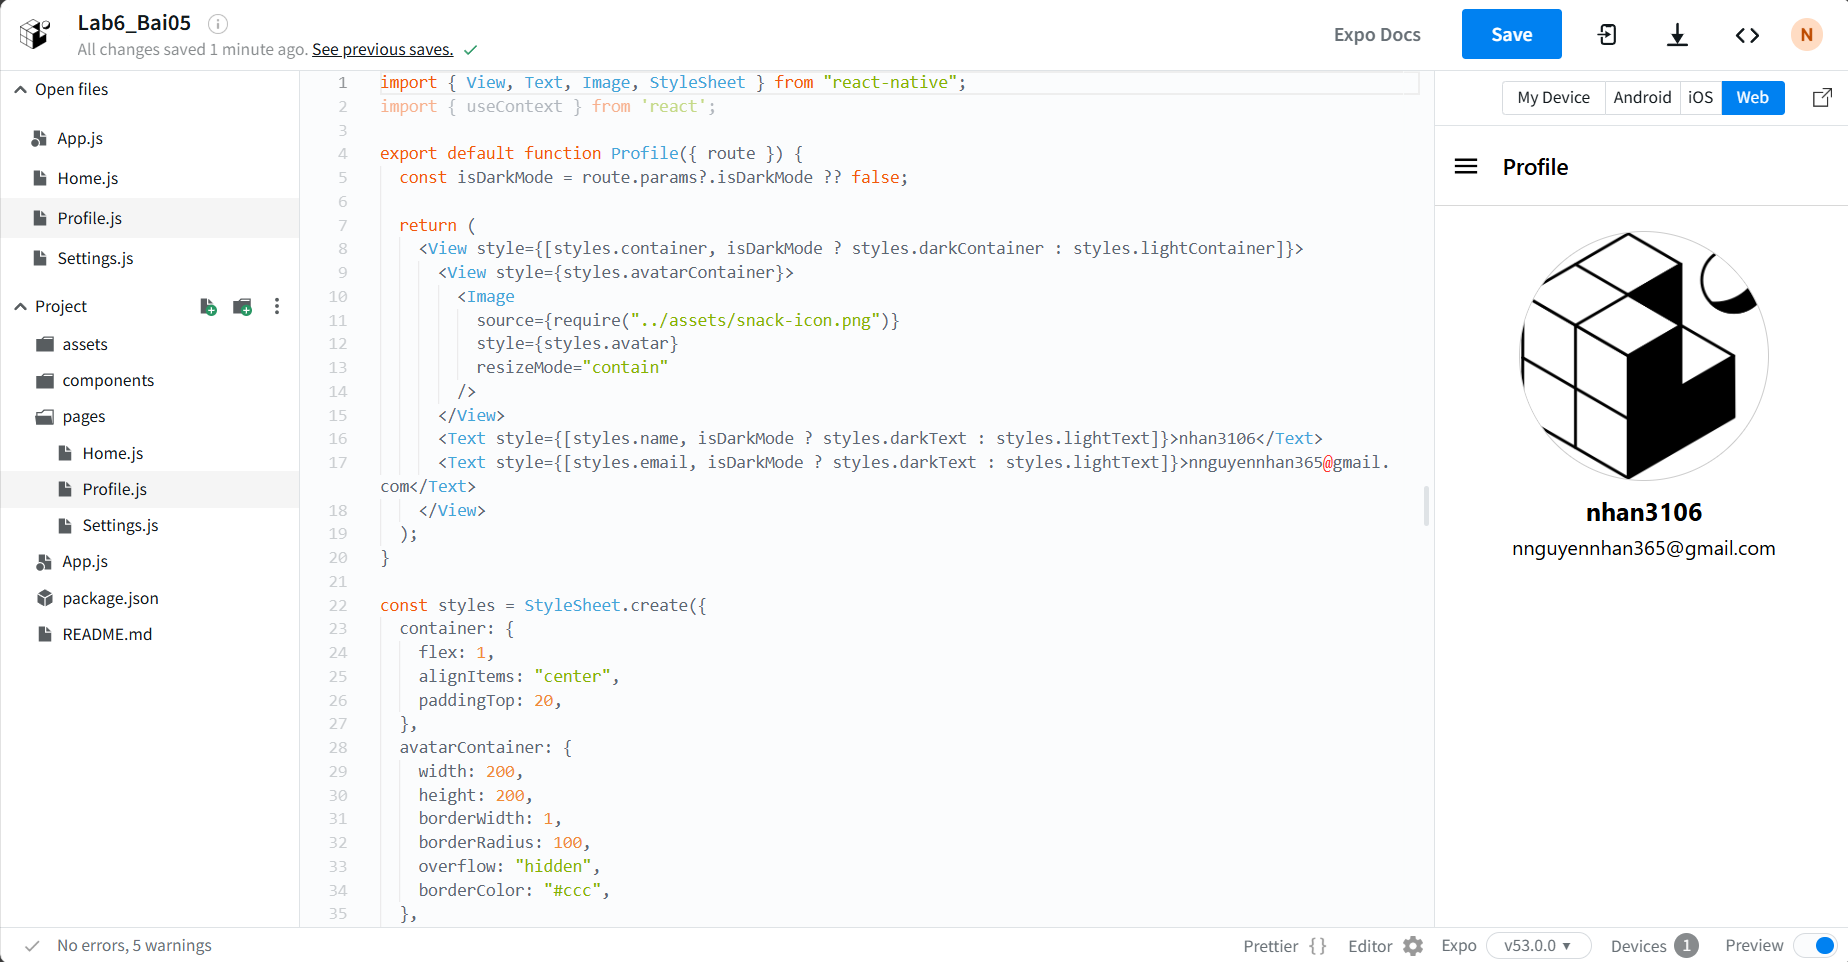 Lab6_Bai05
All changes saved 1 minute ago. See previous saves.
Expo Docs
Save
N
Open files
App.js
Home.js
Profile.js
Settings.js
Project
assets
components
pages
Home.js
Profile.js
Settings.js
App.js
package.json
README.md
1 import { View, Text, Image, StyleSheet } from "react-native";
2 import { useContext } from 'react';
3
4 export default function Profile({ route }) {
5   const isDarkMode = route.params?.isDarkMode ?? false;
6
7   return (
8     <View style={[styles.container, isDarkMode ? styles.darkContainer : styles.lightContainer]}>
9       <View style={styles.avatarContainer}>
10         <Image
11           source={require("../assets/snack-icon.png")}
12           style={styles.avatar}
13           resizeMode="contain"
14         />
15       </View>
16       <Text style={[styles.name, isDarkMode ? styles.darkText : styles.lightText]}>nhan3106</Text>
17       <Text style={[styles.email, isDarkMode ? styles.darkText : styles.lightText]}>nnguyennhan365@gmail.
com</Text>
18     </View>
19   );
20 }
21
22 const styles = StyleSheet.create({
23   container: {
24     flex: 1,
25     alignItems: "center",
26     paddingTop: 20,
27   },
28   avatarContainer: {
29     width: 200,
30     height: 200,
31     borderWidth: 1,
32     borderRadius: 100,
33     overflow: "hidden",
34     borderColor: "#ccc",
35   },
My Device Android iOS Web
Profile
nhan3106
nnguyennhan365@gmail.com
No errors, 5 warnings
Prettier {} Editor Expo v53.0.0 Devices 1 Preview